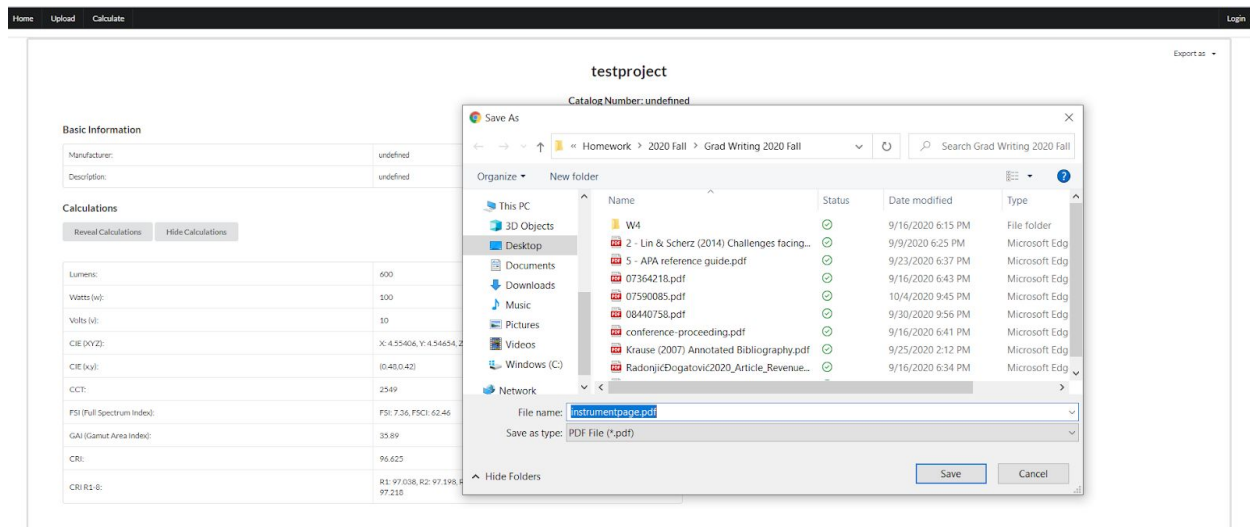 Home Upload Calculate Login
Export as
testproject
Catalog Number: undefined
Basic Information
Manufacturer: undefined
Description: undefined
Calculations
Reveal Calculations Hide Calculations
Lumens: 600
Watts (w): 100
Volts (v): 10
CIE (XYZ): X: 4.55406, Y: 4.54654, Z
CIE (x,y): (0.48,0.42)
CCT: 2549
FSI (Full Spectrum Index): FSI: 7.36, FSCI: 62.46
GAI (Gamut Area Index): 35.89
CRI: 96.625
CRI R1-8: R1: 97.038, R2: 97.198, R
97.218
Save As
« Homework > 2020 Fall > Grad Writing 2020 Fall
Search Grad Writing 2020 Fall
Organize New folder
This PC
3D Objects
Desktop
Documents
Downloads
Music
Pictures
Videos
Windows (C:)
Network
Name Status Date modified Type
W4 9/16/2020 6:15 PM File folder
2 - Lin & Scherz (2014) Challenges facing... 9/9/2020 6:25 PM Microsoft Edg
5 - APA reference guide.pdf 9/23/2020 6:37 PM Microsoft Edg
07364218.pdf 9/16/2020 6:43 PM Microsoft Edg
07590085.pdf 10/4/2020 9:45 PM Microsoft Edg
08440758.pdf 9/30/2020 9:56 PM Microsoft Edg
conference-proceeding.pdf 9/16/2020 6:41 PM Microsoft Edg
Krause (2007) Annotated Bibliography.pdf 9/25/2020 2:12 PM Microsoft Edg
RadonjićĐogatović2020_Article_Revenue... 9/16/2020 6:34 PM Microsoft Edg
File name: instrumentpage.pdf
Save as type: PDF File (*.pdf)
Hide Folders Save Cancel